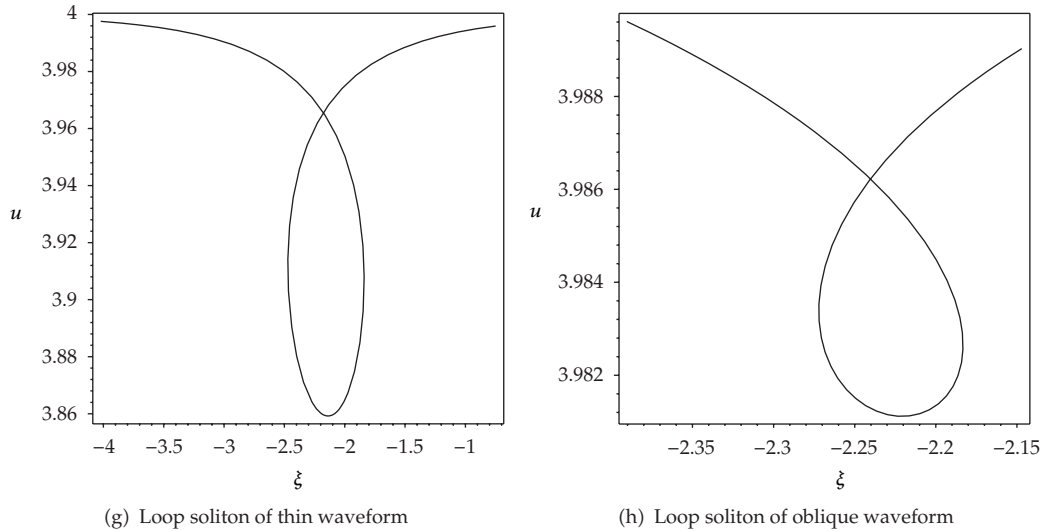 4
3.98
3.96
3.94
3.92
3.9
3.88
3.86
u
−4 −3.5 −3 −2.5 −2 −1.5 −1
ξ
(g) Loop soliton of thin waveform
3.988
3.986
3.984
3.982
u
−2.35 −2.3 −2.25 −2.2 −2.15
ξ
(h) Loop soliton of oblique waveform